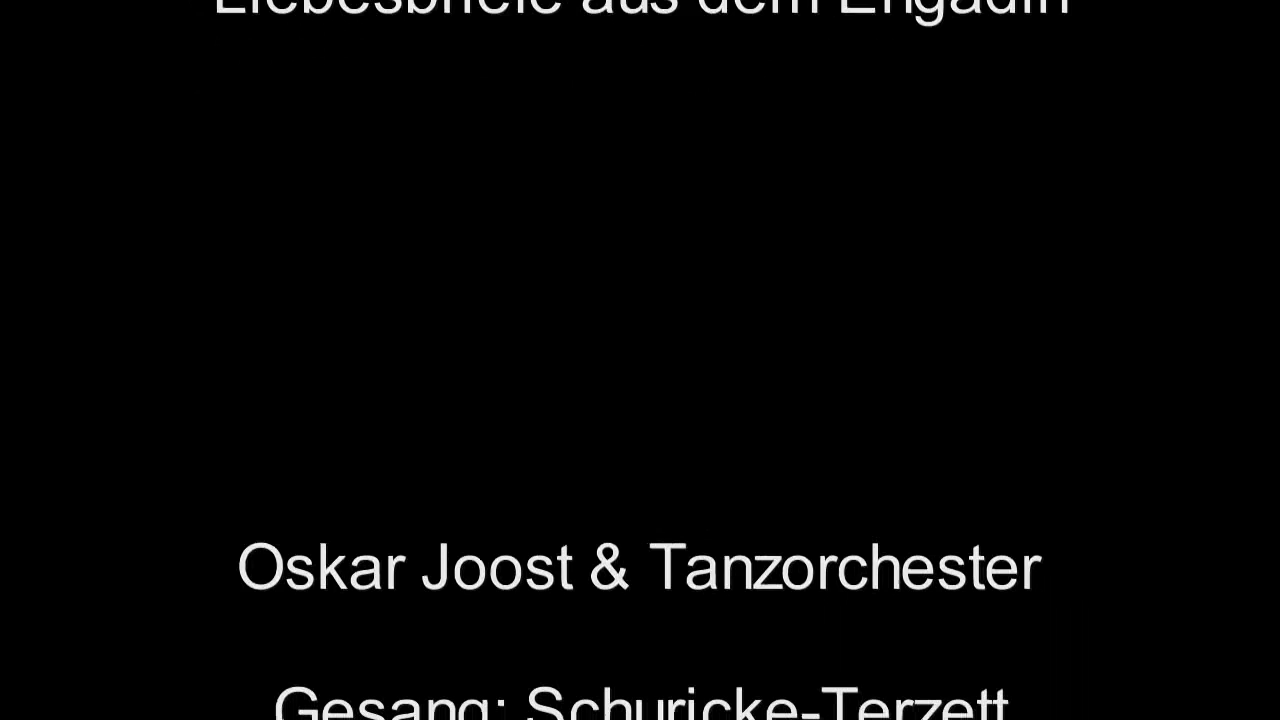 Liebesbriefe aus dem Engadin
Oskar Joost & Tanzorchester
Gesang: Schuricke-Terzett